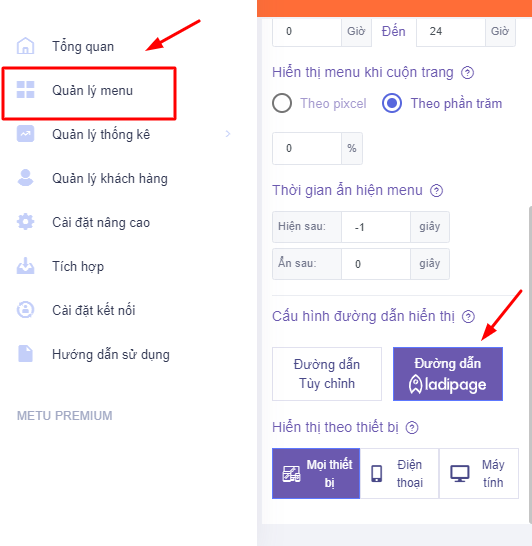 Tổng quan
Quản lý menu
Quản lý thống kê
Quản lý khách hàng
Cài đặt nâng cao
Tích hợp
Cài đặt kết nối
Hướng dẫn sử dụng
METU PREMIUM
0 Giờ Đến 24 Giờ
Hiển thị menu khi cuộn trang ?
Theo pixcel Theo phần trăm
0 %
Thời gian ẩn hiện menu ?
Hiện sau: -1 giây
Ẩn sau: 0 giây
Cấu hình đường dẫn hiển thị ?
Đường dẫn
Tùy chỉnh
Đường dẫn
ladipage
Hiển thị theo thiết bị ?
Mọi thiết
bị
Điện
thoại
Máy
tính